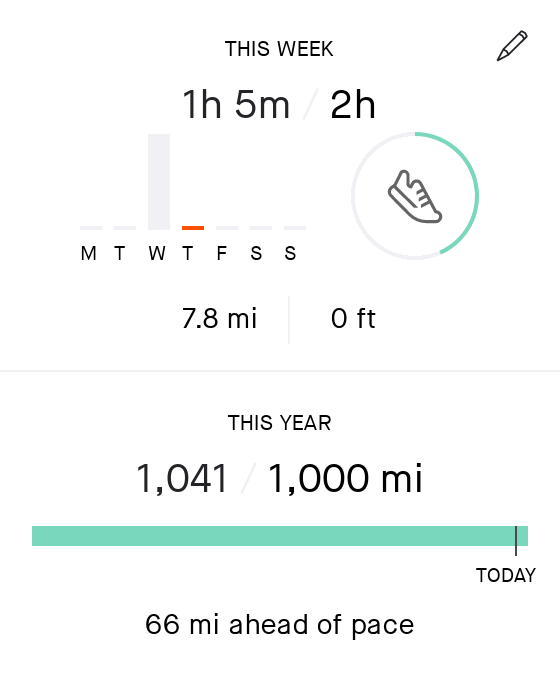 THIS WEEK
1h 5m / 2h
M T W T F S S
7.8 mi 0 ft
THIS YEAR
1,041 / 1,000 mi
TODAY
66 mi ahead of pace